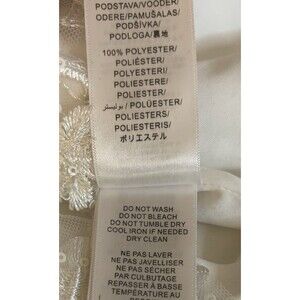 PODSTAVA/VOODER/
ODERE/PAMUŠALAS/
PODŠIVKA/
PODLOGA/裏地
100% POLYESTER/
POLIÉSTER/
POLYESTERI/
POLIESTERE/
POLIESTER/
بوليستر / POLÜESTER/
POLIESTERS/
POLIESTERIS/
ポリエステル
DO NOT WASH
DO NOT BLEACH
DO NOT TUMBLE DRY
COOL IRON IF NEEDED
DRY CLEAN
NE PAS LAVER
NE PAS JAVELLISER
NE PAS SÉCHER
PAR CULBUTAGE
REPASSER À BASSE
TEMPÉRATURE AU